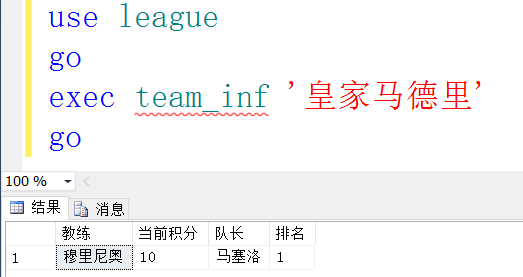 use league
go
exec team_inf '皇家马德里'
go
100 %
结果 消息
教练 当前积分 队长 排名
1 穆里尼奥 10 马塞洛 1